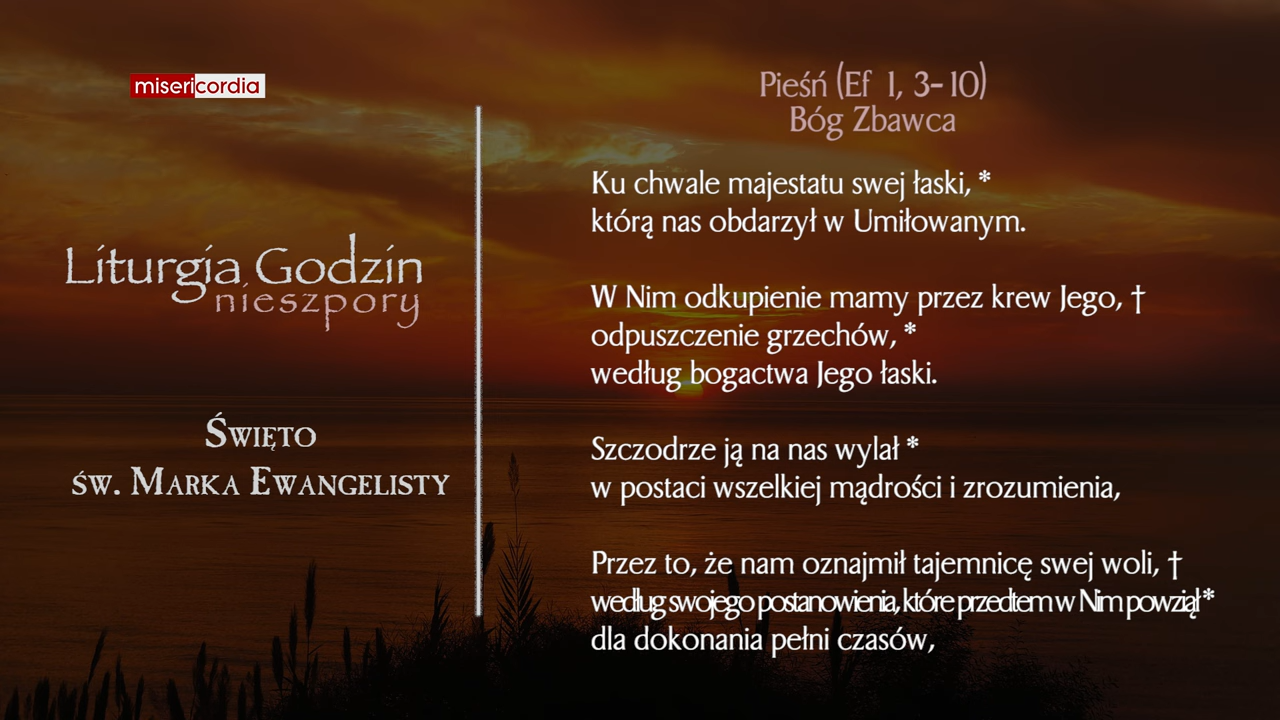 misericordia
Liturgia Godzin
nieszpory
Święto
św. Marka Ewangelisty
Pieśń (Ef 1, 3-10)
Bóg Zbawca
Ku chwale majestatu swej łaski, *
którą nas obdarzył w Umiłowanym.
W Nim odkupienie mamy przez krew Jego, †
odpuszczenie grzechów, *
według bogactwa Jego łaski.
Szczodrze ją na nas wylał *
w postaci wszelkiej mądrości i zrozumienia,
Przez to, że nam oznajmił tajemnicę swej woli, †
według swojego postanowienia, które przedtem w Nim powziął *
dla dokonania pełni czasów,